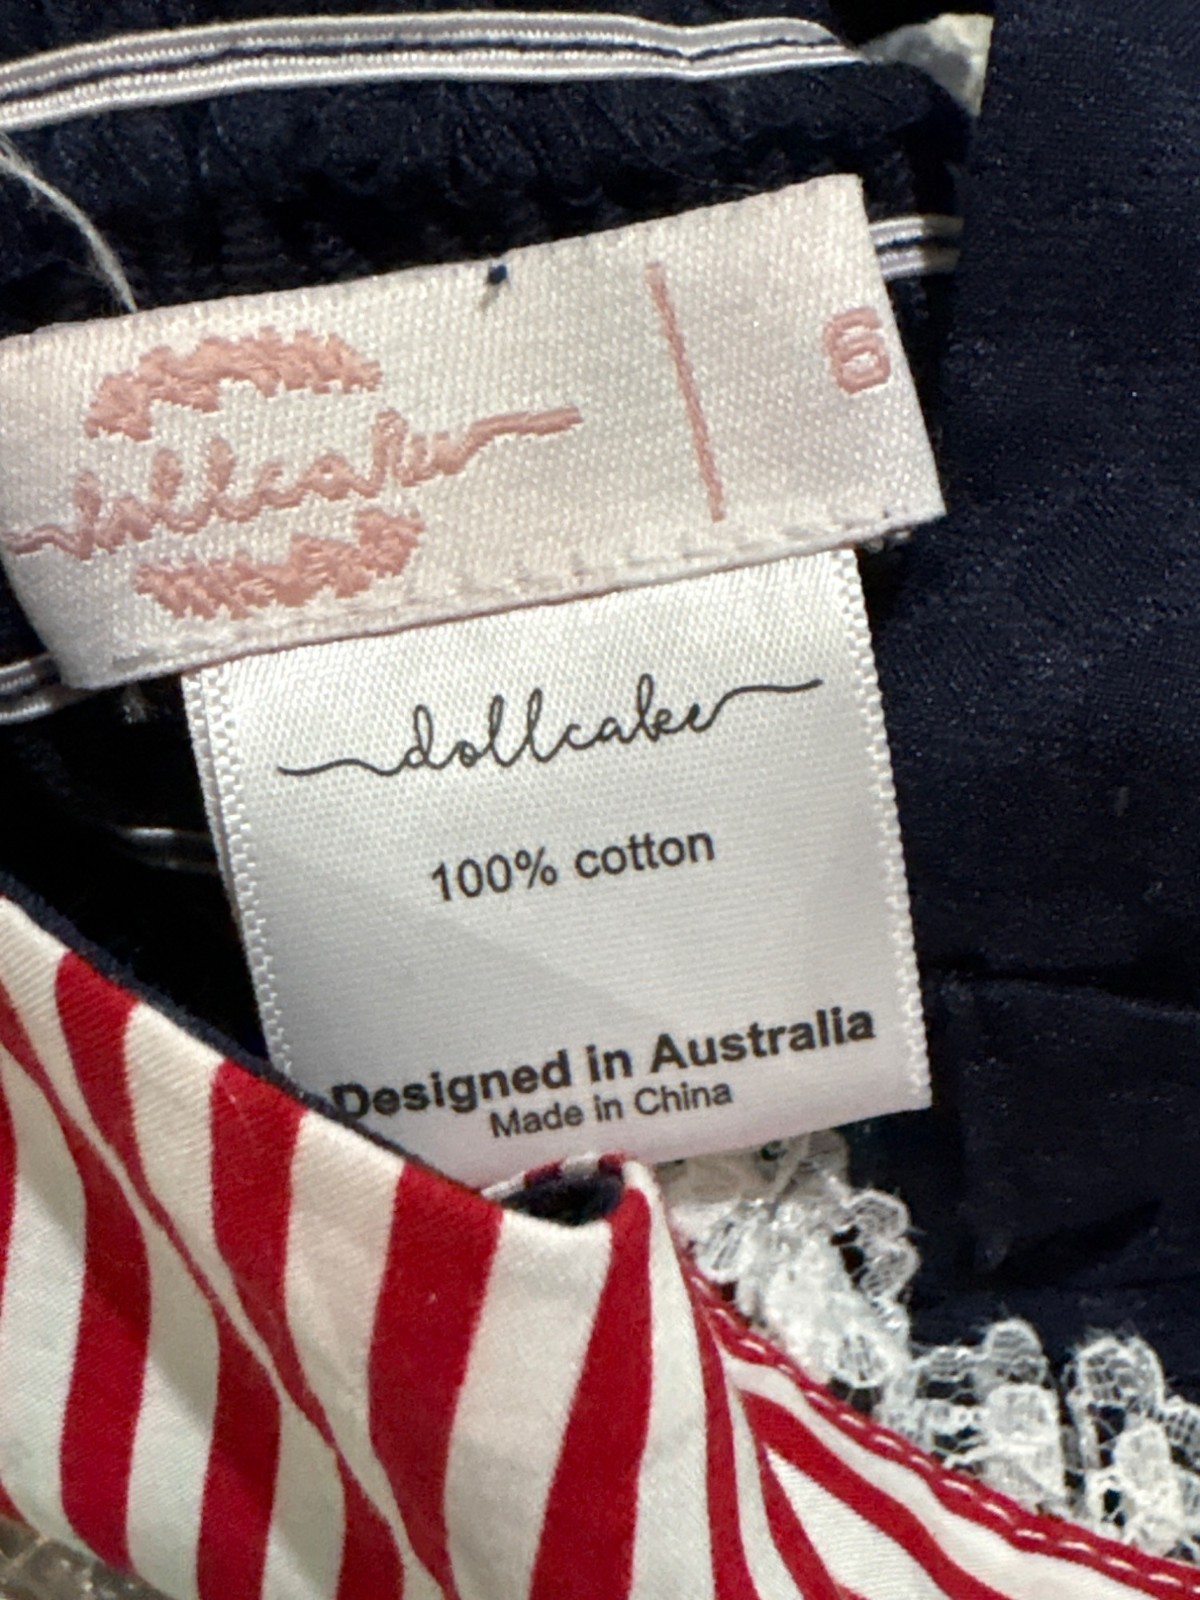 dollcake
6
dollcake
100% cotton
Designed in Australia
Made in China